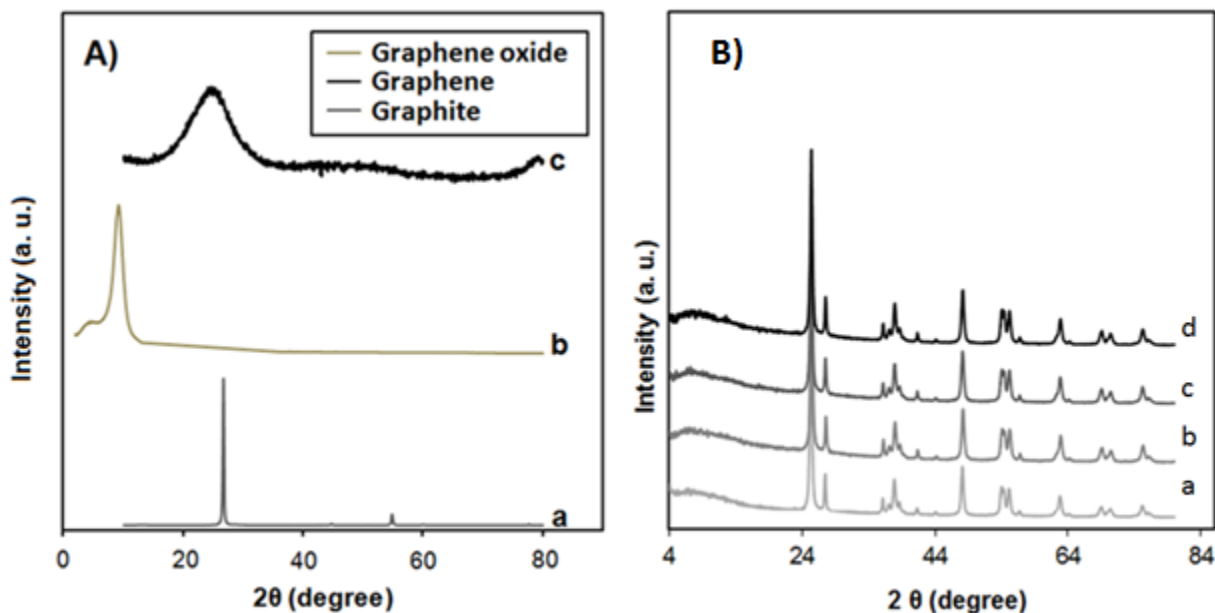 A)
Graphene oxide
Graphene
Graphite
c
b
a
Intensity (a. u.)
0 20 40 60 80
2θ (degree)
B)
d
c
b
a
Intensity (a. u.)
4 24 44 64 84
2 θ (degree)